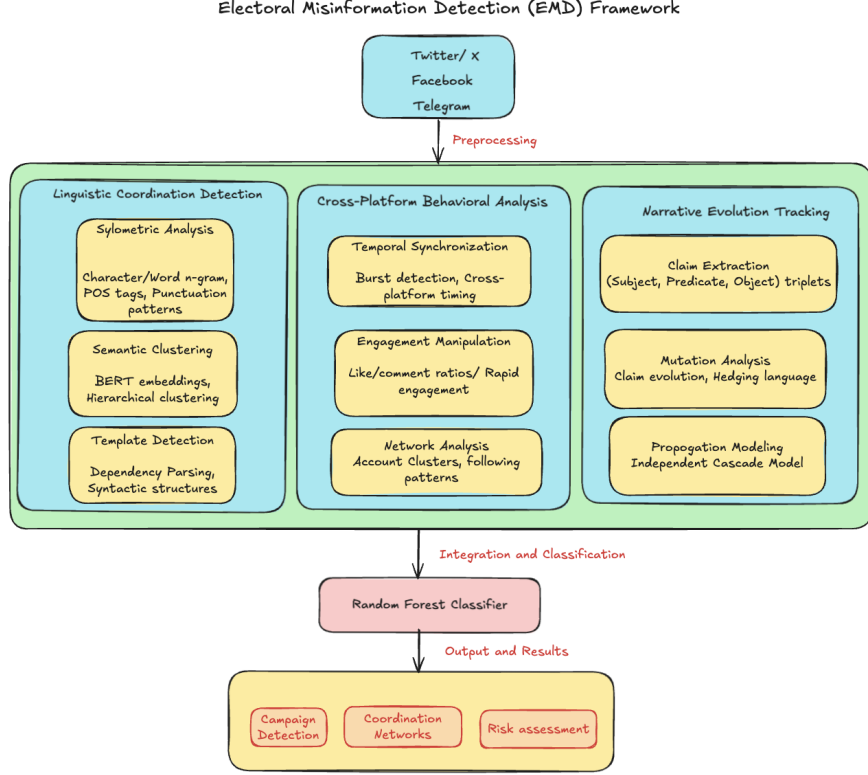 Electoral Misinformation Detection (EMD) Framework
Twitter/ X
Facebook
Telegram
Preprocessing
Linguistic Coordination Detection
Sylometric Analysis
Character/Word n-gram,
POS tags, Punctuation
patterns
Semantic Clustering
BERT embeddings,
Hierarchical clustering
Template Detection
Dependency Parsing,
Syntactic structures
Cross-Platform Behavioral Analysis
Temporal Synchronization
Burst detection, Cross-
platform timing
Engagement Manipulation
Like/comment ratios/ Rapid
engagement
Network Analysis
Account Clusters, following
patterns
Narrative Evolution Tracking
Claim Extraction
(Subject, Predicate, Object) triplets
Mutation Analysis
Claim evolution, Hedging language
Propogation Modeling
Independent Cascade Model
Integration and Classification
Random Forest Classifier
Output and Results
Campaign
Detection
Coordination
Networks
Risk assessment